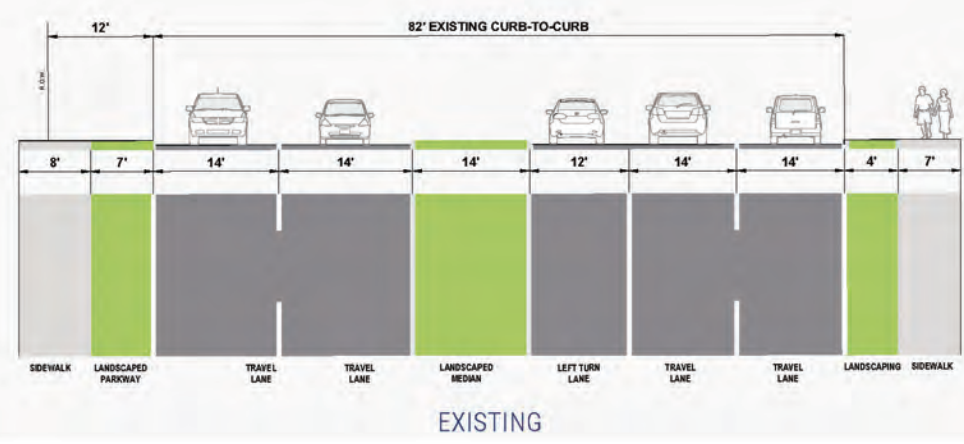 12' 82' EXISTING CURB-TO-CURB
R.O.W.
8' 7' 14' 14' 14' 12' 14' 14' 4' 7'
SIDEWALK LANDSCAPED TRAVEL TRAVEL LANDSCAPED LEFT TURN TRAVEL TRAVEL LANDSCAPING SIDEWALK
PARKWAY LANE LANE MEDIAN LANE LANE LANE
EXISTING